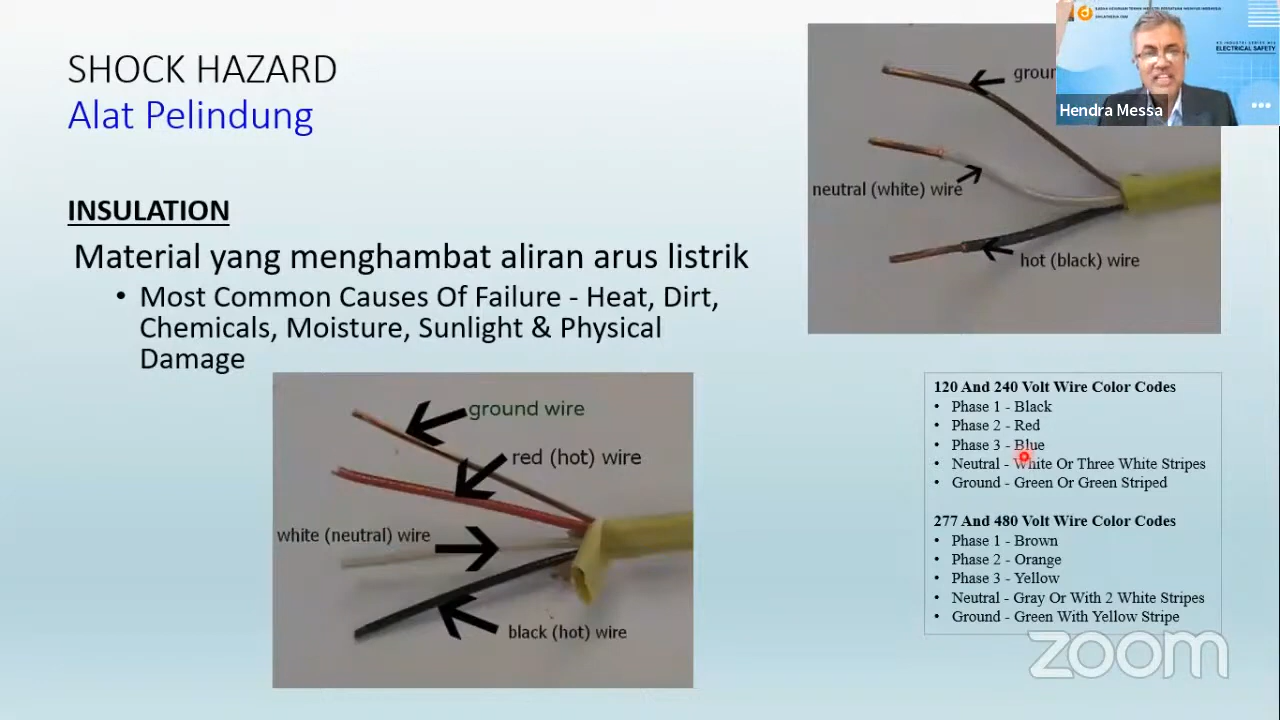 SHOCK HAZARD
Alat Pelindung
INSULATION
Material yang menghambat aliran arus listrik
• Most Common Causes Of Failure - Heat, Dirt,
Chemicals, Moisture, Sunlight & Physical
Damage
ground wire
red (hot) wire
white (neutral) wire
black (hot) wire
neutral (white) wire
hot (black) wire
ELECTRICAL SAFETY
Hendra Messa
120 And 240 Volt Wire Color Codes
• Phase 1 - Black
• Phase 2 - Red
• Phase 3 - Blue
• Neutral - White Or Three White Stripes
• Ground - Green Or Green Striped
277 And 480 Volt Wire Color Codes
• Phase 1 - Brown
• Phase 2 - Orange
• Phase 3 - Yellow
• Neutral - Gray Or With 2 White Stripes
• Ground - Green With Yellow Stripe
zoom